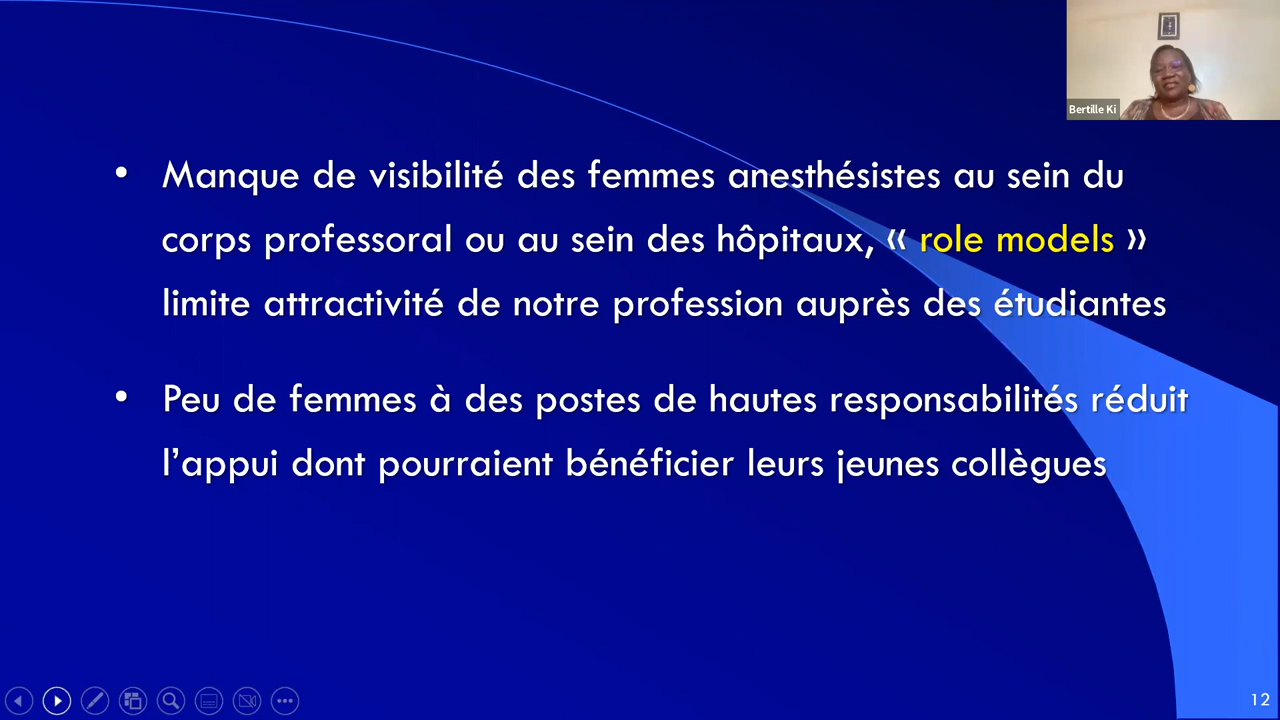 Bertille Ki
• Manque de visibilité des femmes anesthésistes au sein du
corps professoral ou au sein des hôpitaux, « role models »
limite attractivité de notre profession auprès des étudiantes
• Peu de femmes à des postes de hautes responsabilités réduit
l’appui dont pourraient bénéficier leurs jeunes collègues
12